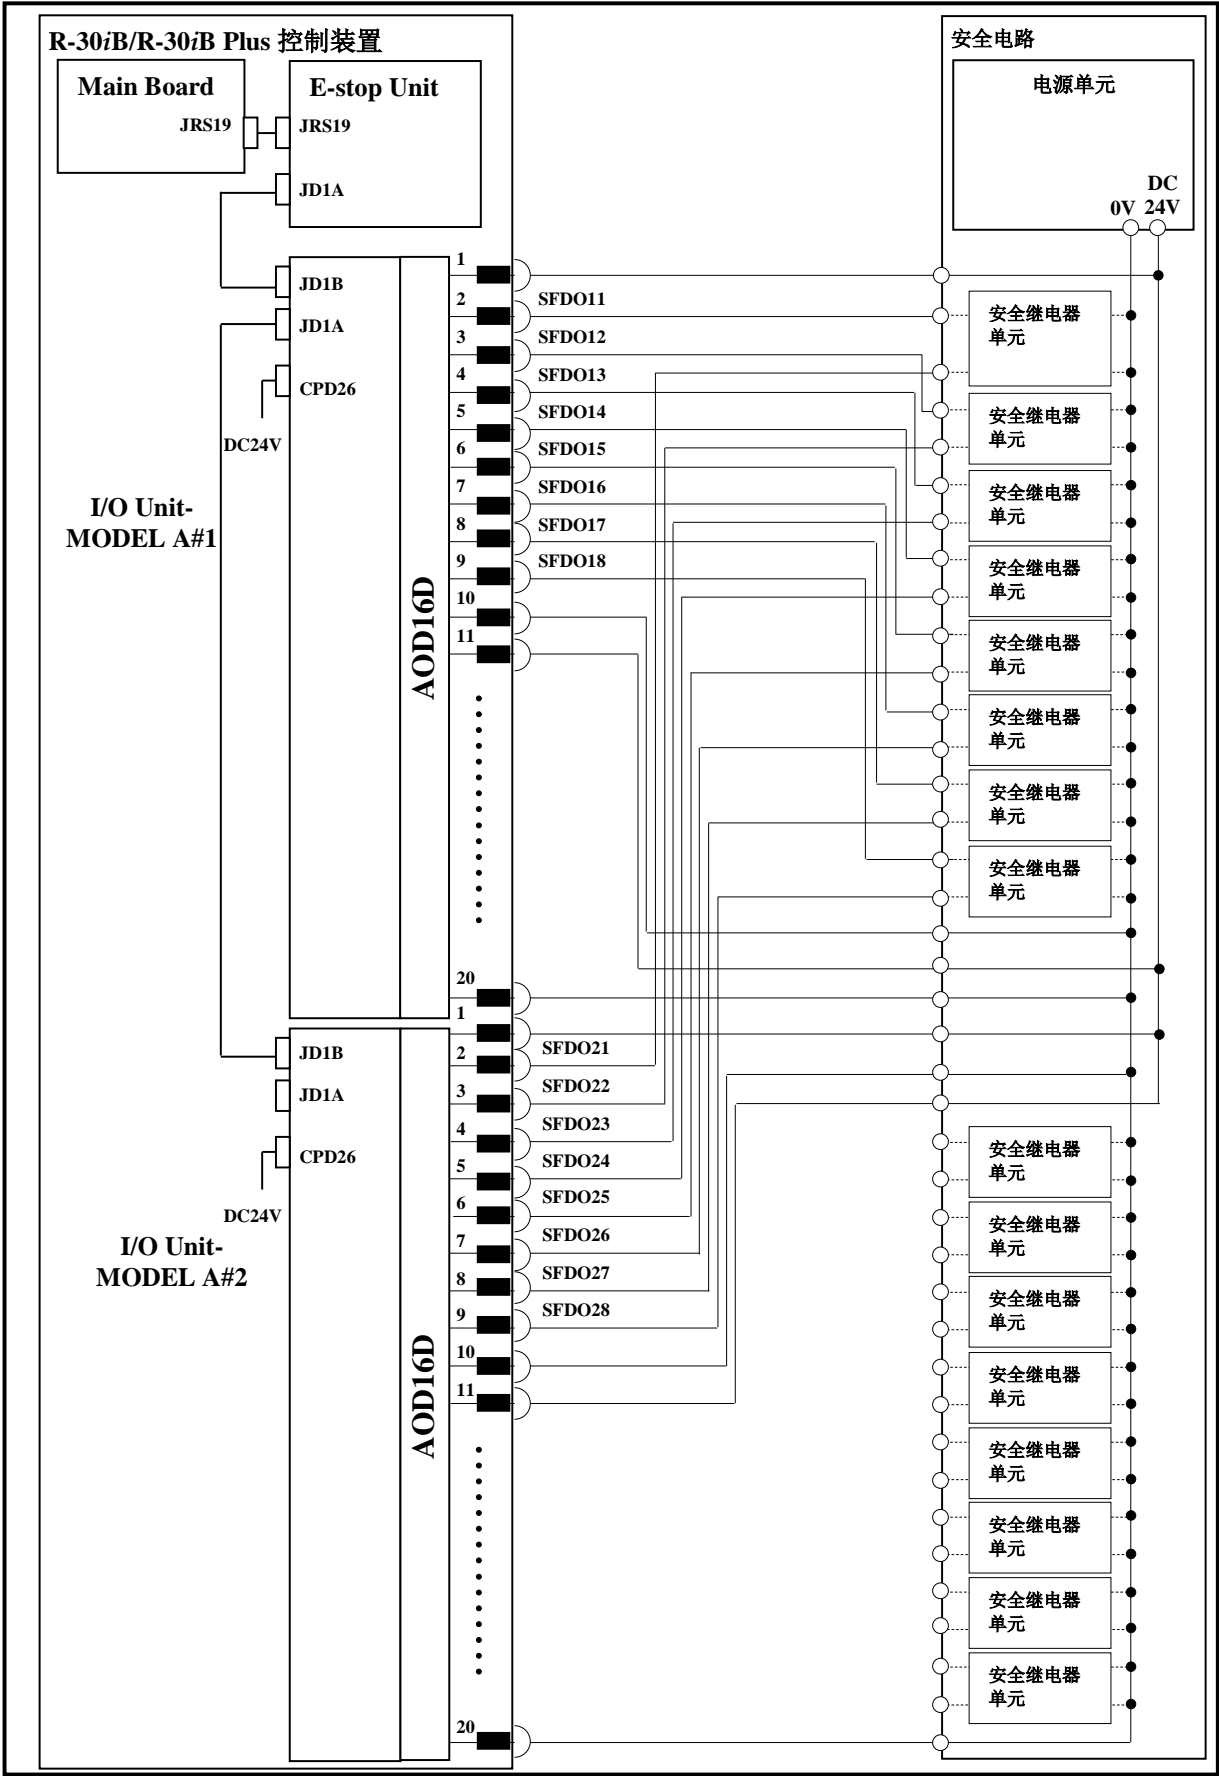 R-30iB/R-30iB Plus 控制装置
Main Board
JRS19
E-stop Unit
JRS19
JD1A
JD1B
JD1A
CPD26
DC24V
I/O Unit-
MODEL A#1
AOD16D
1
2
3
4
5
6
7
8
9
10
11
20
SFDO11
SFDO12
SFDO13
SFDO14
SFDO15
SFDO16
SFDO17
SFDO18
JD1B
JD1A
CPD26
DC24V
I/O Unit-
MODEL A#2
AOD16D
1
2
3
4
5
6
7
8
9
10
11
20
SFDO21
SFDO22
SFDO23
SFDO24
SFDO25
SFDO26
SFDO27
SFDO28
安全电路
电源单元
DC
0V 24V
安全继电器
单元
安全继电器
单元
安全继电器
单元
安全继电器
单元
安全继电器
单元
安全继电器
单元
安全继电器
单元
安全继电器
单元
安全继电器
单元
安全继电器
单元
安全继电器
单元
安全继电器
单元
安全继电器
单元
安全继电器
单元
安全继电器
单元
安全继电器
单元